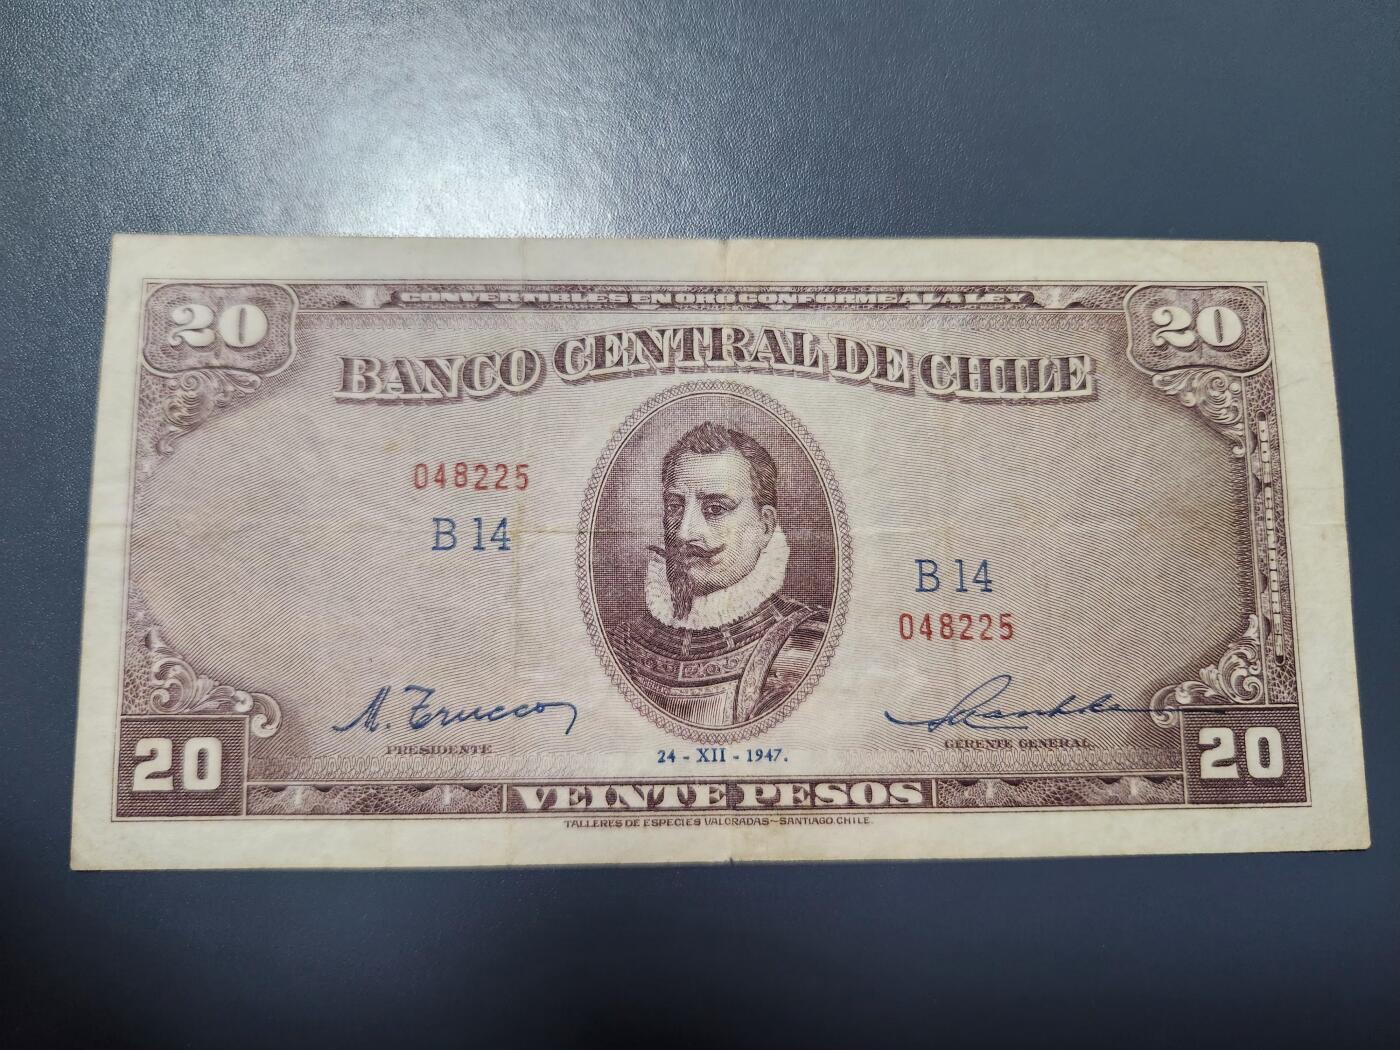 CONVERTIBLES EN ORO CONFORME A LA LEY
20
20
BANCO CENTRAL DE CHILE
048225
B 14
B 14
048225
M. Trucco
PRESIDENTE
24 - XII - 1947.
GERENTE GENERAL
20
20
VEINTE PESOS
TALLERES DE ESPECIES VALORADAS~SANTIAGO.CHILE.